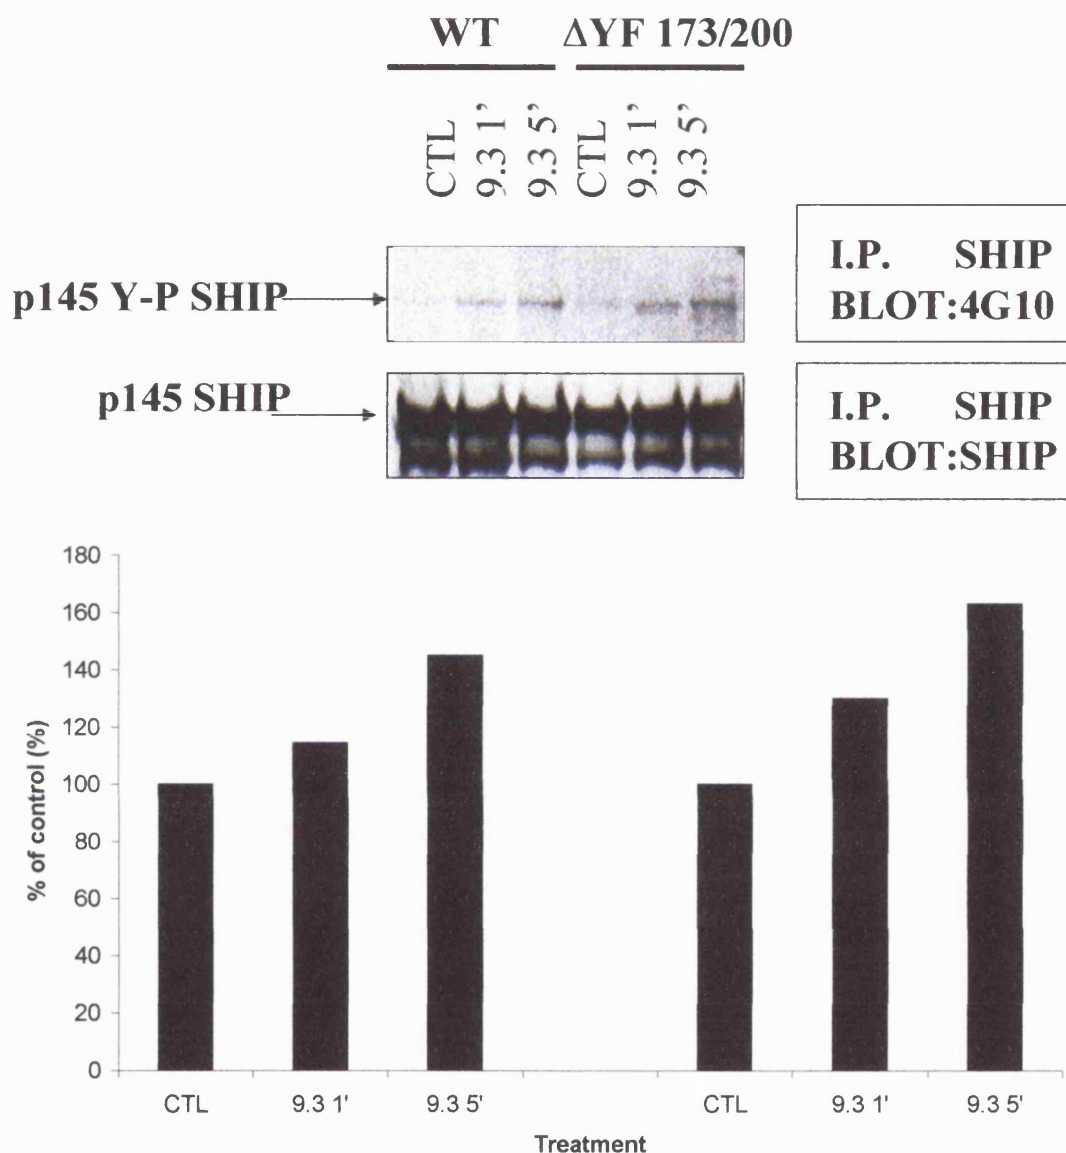 WT ΔYF 173/200
CTL 9.3 1’ 9.3 5’ CTL 9.3 1’ 9.3 5’
p145 Y-P SHIP
I.P. SHIP
BLOT:4G10
p145 SHIP
I.P. SHIP
BLOT:SHIP
180
160
140
120
100
80
60
40
20
0
% of control (%)
CTL 9.3 1' 9.3 5' CTL 9.3 1' 9.3 5'
Treatment